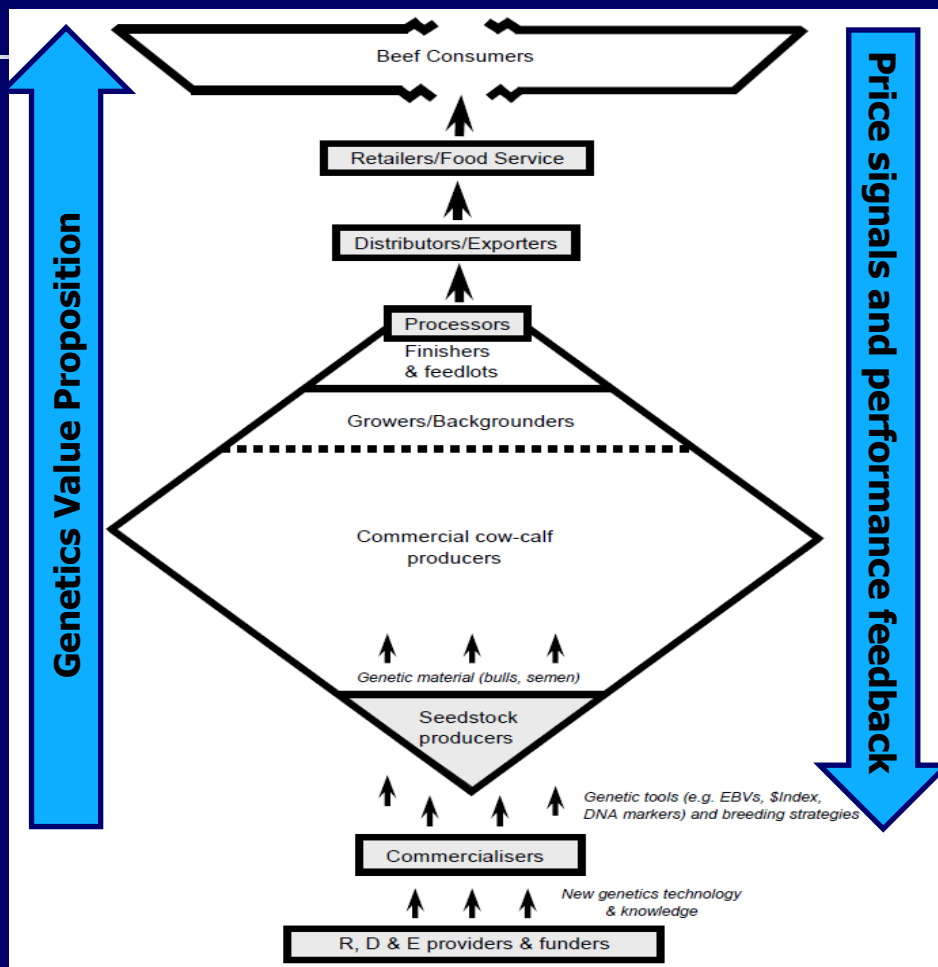 Beef Consumers
Retailers/Food Service
Distributors/Exporters
Processors
Finishers
& feedlots
Growers/Backgrounders
Commercial cow-calf
producers
Genetic material (bulls, semen)
Seedstock
producers
Genetic tools (e.g. EBVs, $Index,
DNA markers) and breeding strategies
Commercialisers
New genetics technology
& knowledge
R, D & E providers & funders
Genetics Value Proposition
Price signals and performance feedback